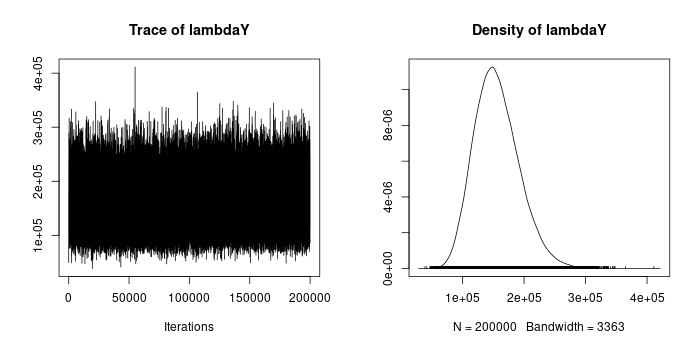 Trace of lambdaY
4e+05
3e+05
2e+05
1e+05
0 50000 100000 150000 200000
Iterations
Density of lambdaY
8e-06
4e-06
0e+00
1e+05 2e+05 3e+05 4e+05
N = 200000 Bandwidth = 3363